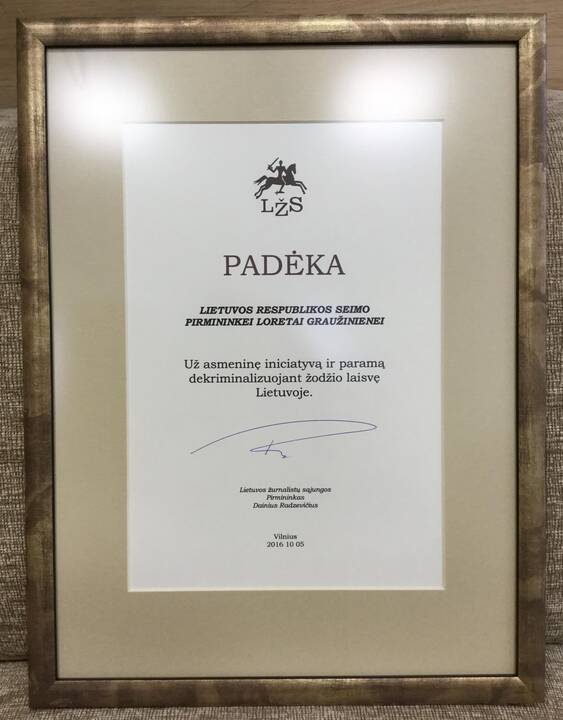 LŽS
PADĖKA
LIETUVOS RESPUBLIKOS SEIMO
PIRMININKEI LORETAI GRAUŽINIENEI
Už asmeninę iniciatyvą ir paramą
dekriminalizuojant žodžio laisvę
Lietuvoje.
Lietuvos žurnalistų sąjungos
Pirmininkas
Dainius Radzevičius
Vilnius
2016 10 05